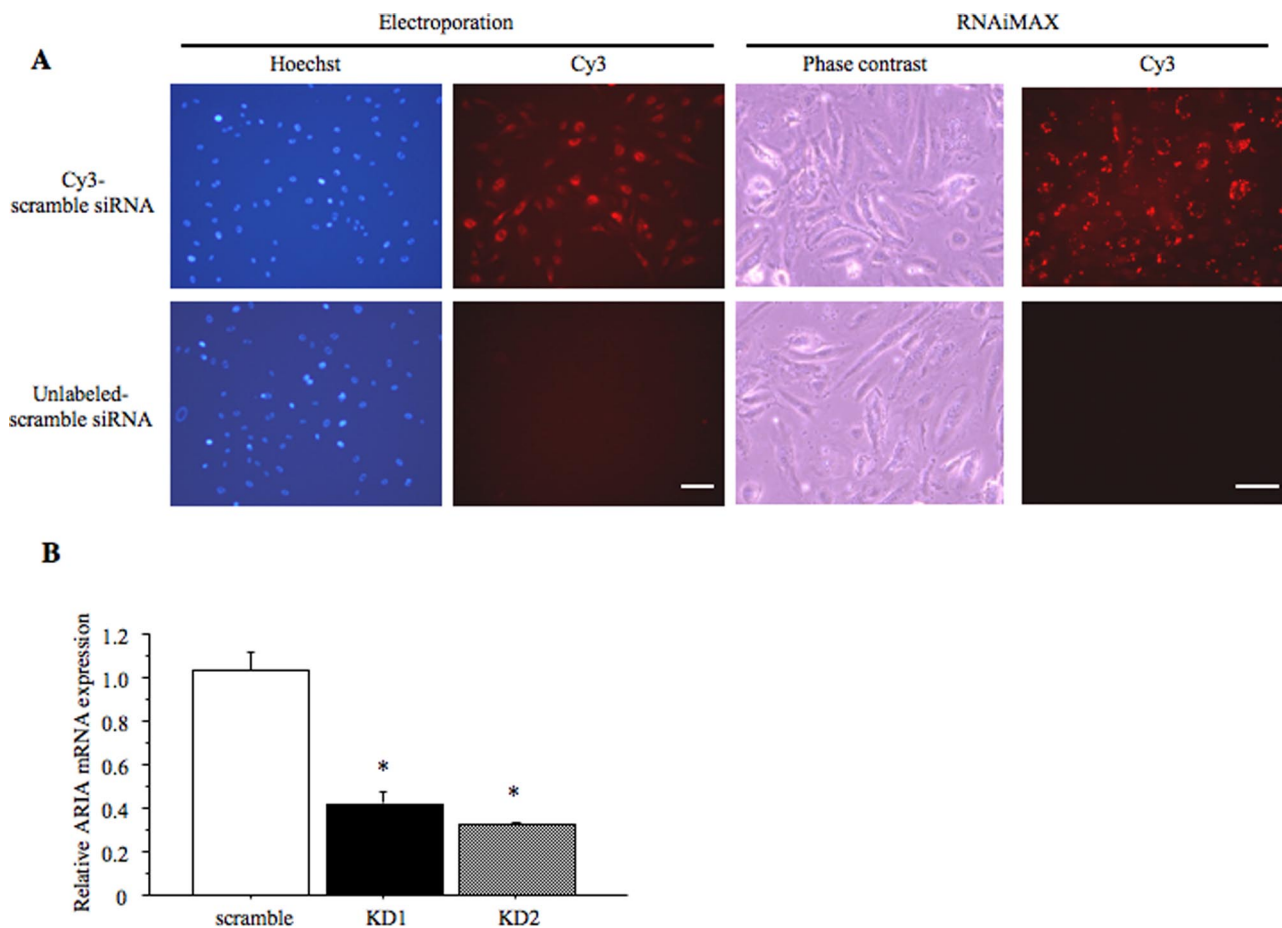 Electroporation
RNAiMAX
A
Hoechst
Cy3
Phase contrast
Cy3
Cy3-
scramble siRNA
Unlabeled-
scramble siRNA
B
Relative ARIA mRNA expression
1.2
1.0
0.8
0.6
0.4
0.2
0
*
*
scramble
KD1
KD2